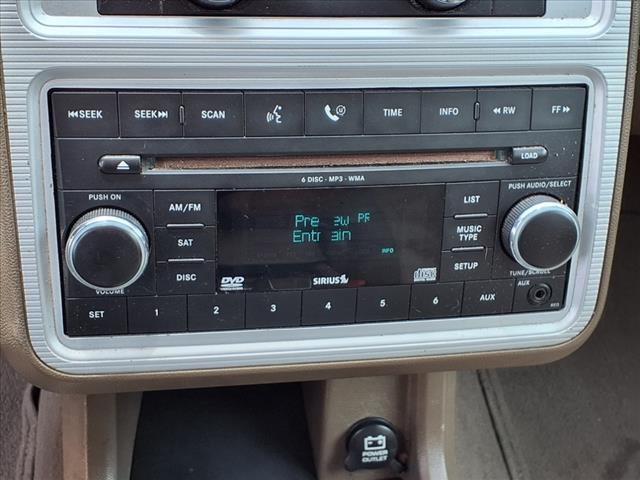 SEEK
SEEK
SCAN
TIME
INFO
RW
FF
LOAD
6 DISC · MP3 · WMA
PUSH ON
PUSH AUDIO/SELECT
AM/FM
LIST
SAT
MUSIC TYPE
DISC
SETUP
INFO
VOLUME
TUNE/SCROLL
DVD
SIRIUS
SET
1
2
3
4
5
6
AUX
AUX
POWER
OUTLET